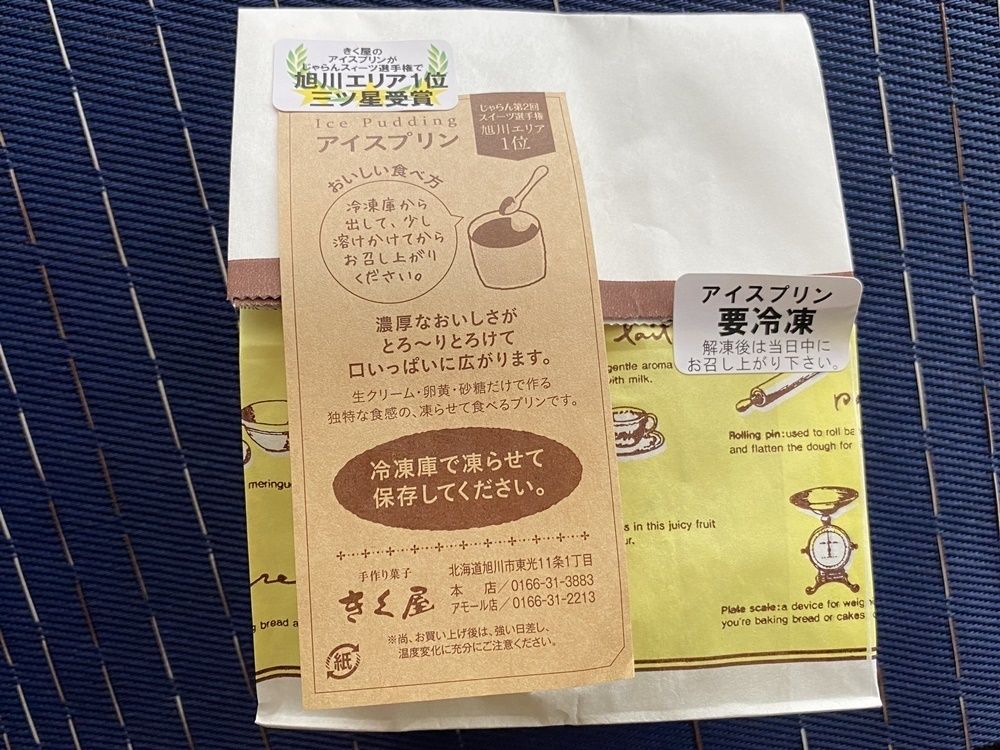 きく屋の
アイスプリンが
じゃらんスィーツ選手権で
旭川エリア1位
三ツ星受賞
Ice Pudding
アイスプリン
じゃらん第2回
スイーツ選手権
旭川エリア
1位
おいしい食べ方
冷凍庫から
出して、少し
溶けかけてから
お召し上がり
ください。
濃厚なおいしさが
とろ〜りとろけて
口いっぱいに広がります。
生クリーム・卵黄・砂糖だけで作る
独特な食感の、凍らせて食べるプリンです。
冷凍庫で凍らせて
保存してください。
手作り菓子
きく屋
北海道旭川市東光11条1丁目
本 店／0166-31-3883
アモール店／0166-31-2213
※尚、お買い上げ後は、強い日差し、
温度変化に充分にご注意ください。
紙
アイスプリン
要冷凍
解凍後は当日中に
お召し上がり下さい。
gentle aroma
with milk.
Rolling pin:used to roll
and flatten the dough for
in this juicy fruit
Plate scale:a device for
you're baking bread or cakes
bread